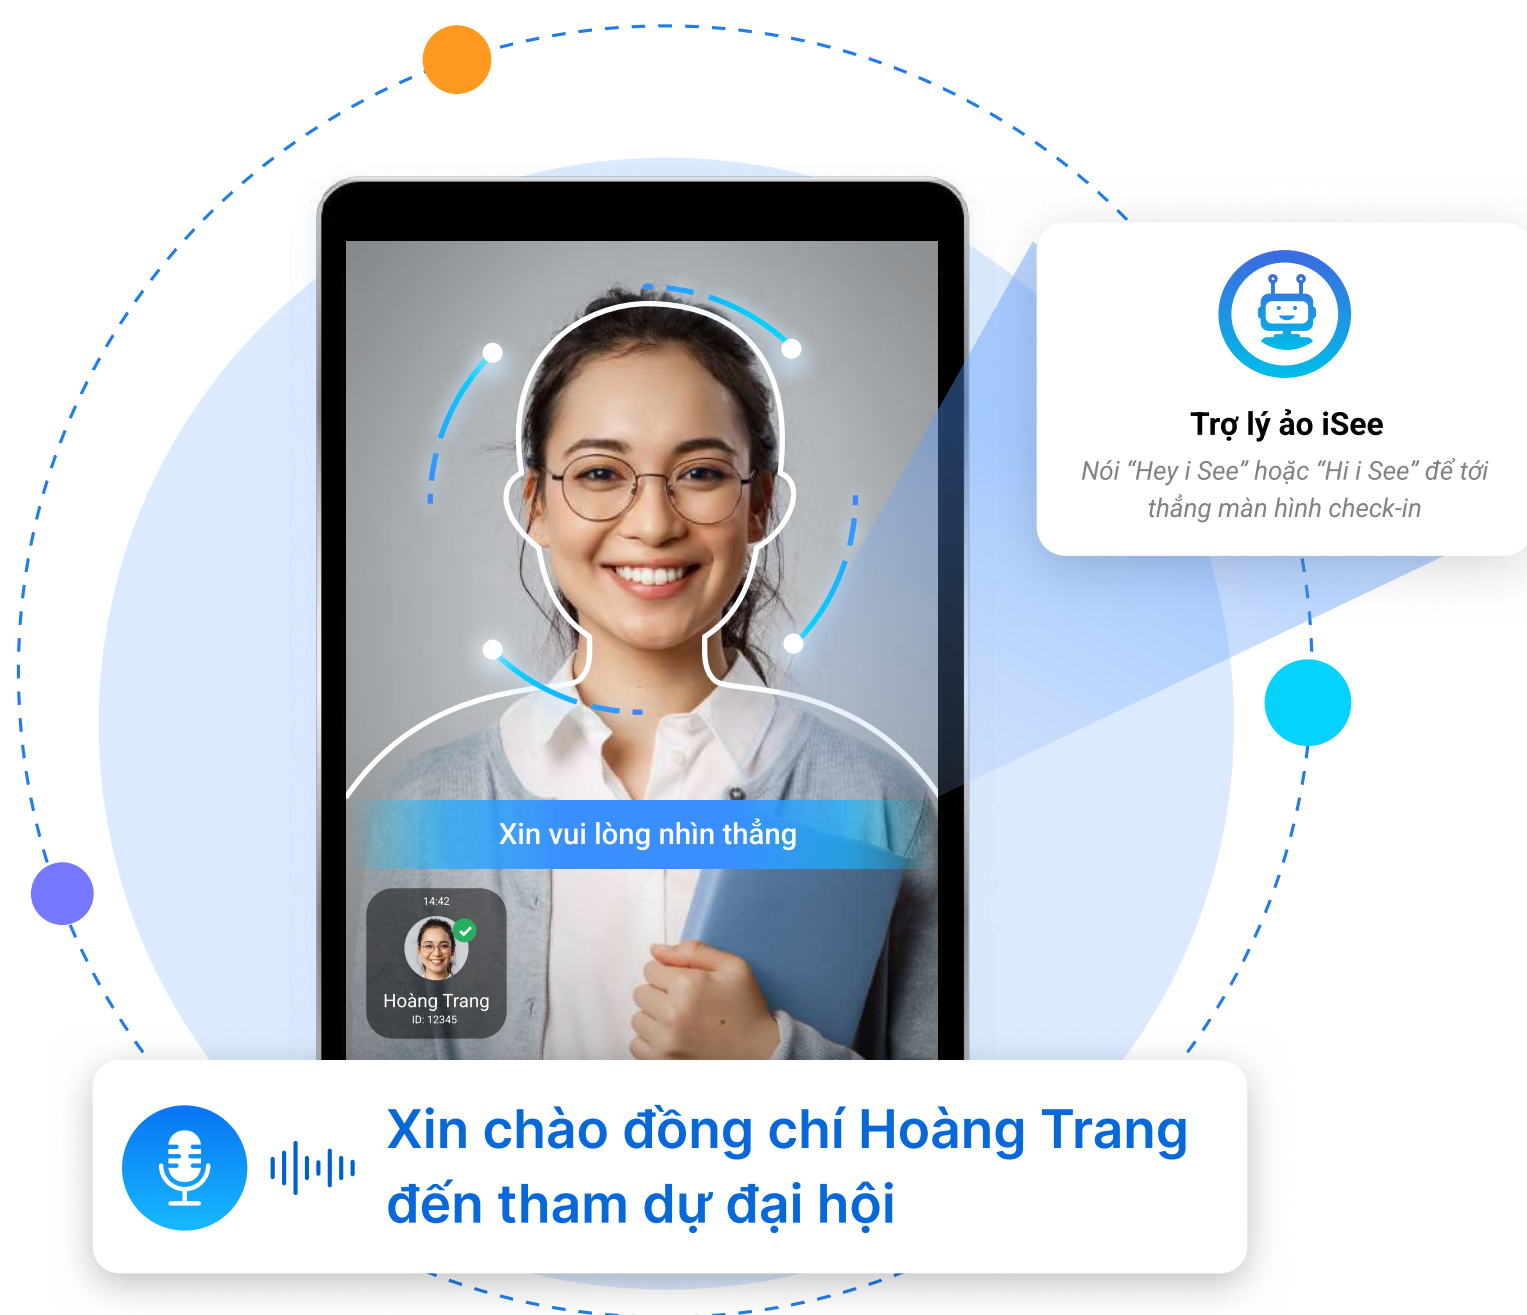 Trợ lý ảo iSee
Nói “Hey i See” hoặc “Hi i See” để tới
thẳng màn hình check-in
Xin vui lòng nhìn thẳng
14:42
Hoàng Trang
ID: 12345
Xin chào đồng chí Hoàng Trang
đến tham dự đại hội